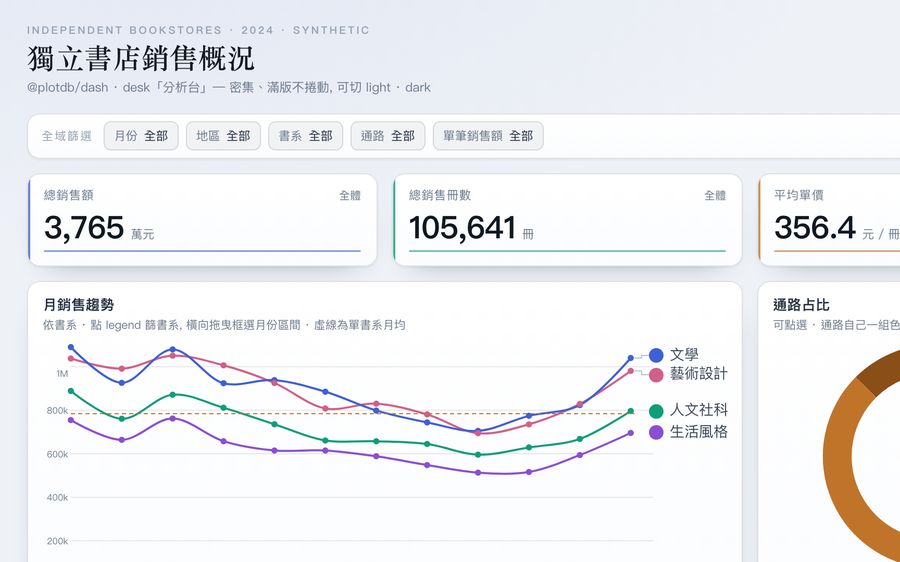 INDEPENDENT BOOKSTORES · 2024 · SYNTHETIC
獨立書店銷售概況
@plotdb/dash · desk「分析台」— 密集、滿版不捲動, 可切 light · dark
全域篩選 月份 全部 地區 全部 書系 全部 通路 全部 單筆銷售額 全部
總銷售額 全體
3,765 萬元
總銷售冊數 全體
105,641 冊
平均單價
356.4 元 / 冊
月銷售趨勢
依書系 · 點 legend 篩書系, 橫向拖曳框選月份區間 · 虛線為單書系月均
1M
800k
600k
400k
200k
文學
藝術設計
人文社科
生活風格
通路占比
可點選 · 通路自己一組色